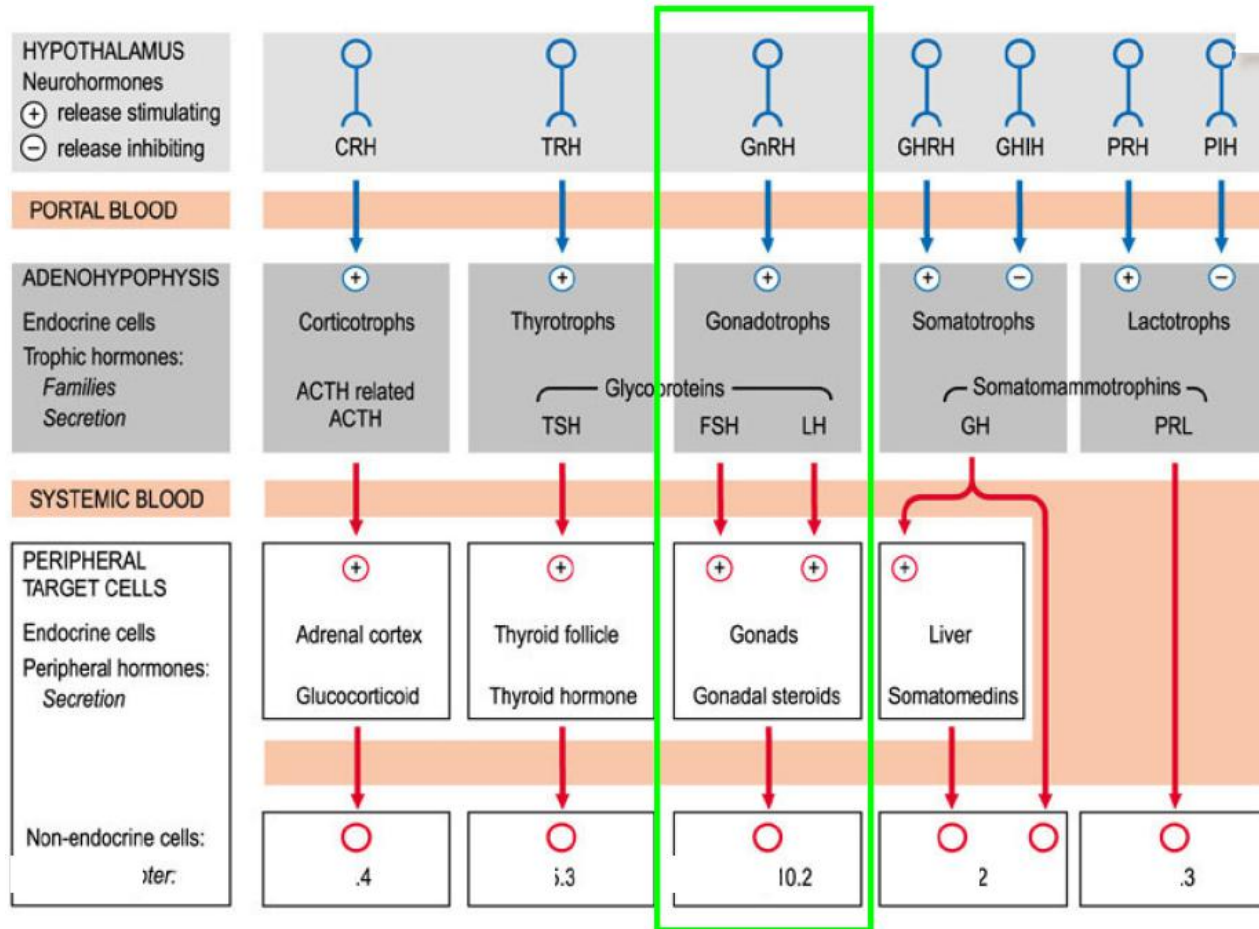 HYPOTHALAMUS
Neurohormones
+ release stimulating
− release inhibiting
CRH TRH GnRH GHRH GHIH PRH PIH
PORTAL BLOOD
ADENOHYPOPHYSIS
+ + + + − + −
Endocrine cells Corticotrophs Thyrotrophs Gonadotrophs Somatotrophs Lactotrophs
Trophic hormones:
Families ACTH related Glycoproteins Somatomammotrophins
Secretion ACTH TSH FSH LH GH PRL
SYSTEMIC BLOOD
PERIPHERAL
TARGET CELLS
+ + + + +
Endocrine cells Adrenal cortex Thyroid follicle Gonads Liver
Peripheral hormones:
Secretion Glucocorticoid Thyroid hormone Gonadal steroids Somatomedins
Non-endocrine cells:
.4 .3 10.2 2 .3